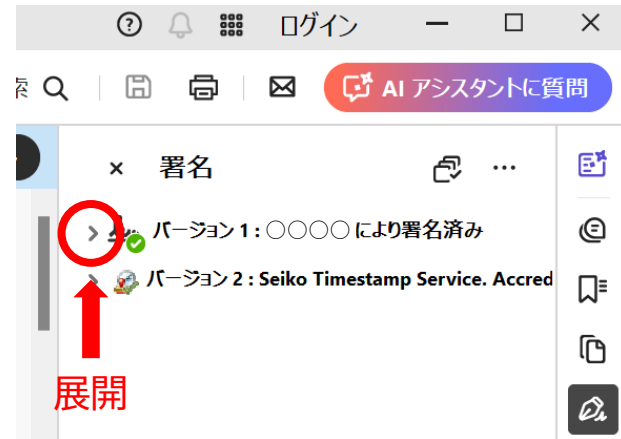 ログイン
索
AI アシスタントに質問
署名
バージョン 1 : ○○○○ により署名済み
バージョン 2 : Seiko Timestamp Service. Accred
展開